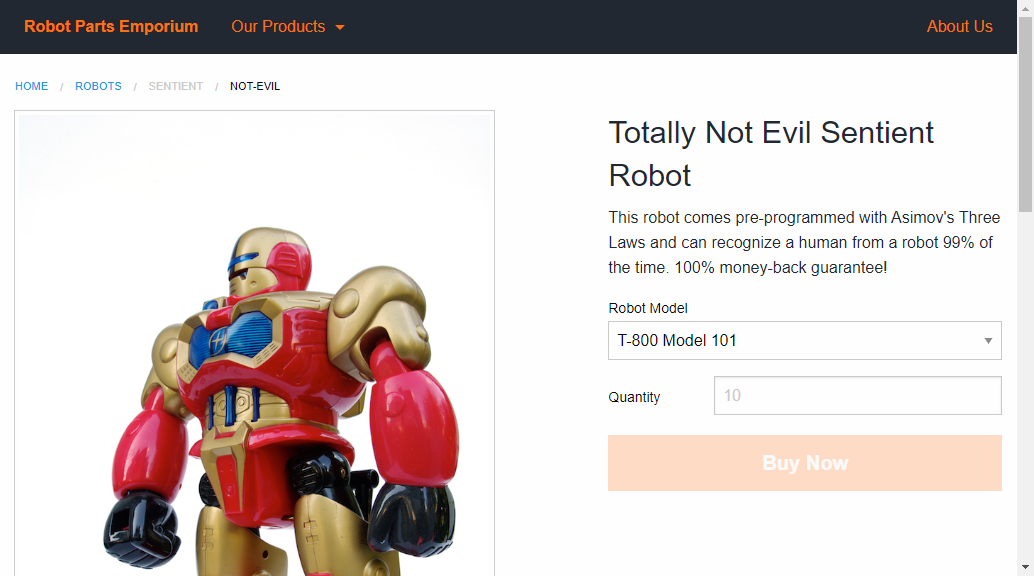 Robot Parts Emporium
Our Products
About Us
HOME / ROBOTS / SENTIENT / NOT-EVIL
Totally Not Evil Sentient
Robot
This robot comes pre-programmed with Asimov's Three
Laws and can recognize a human from a robot 99% of
the time. 100% money-back guarantee!
Robot Model
T-800 Model 101
Quantity
10
Buy Now